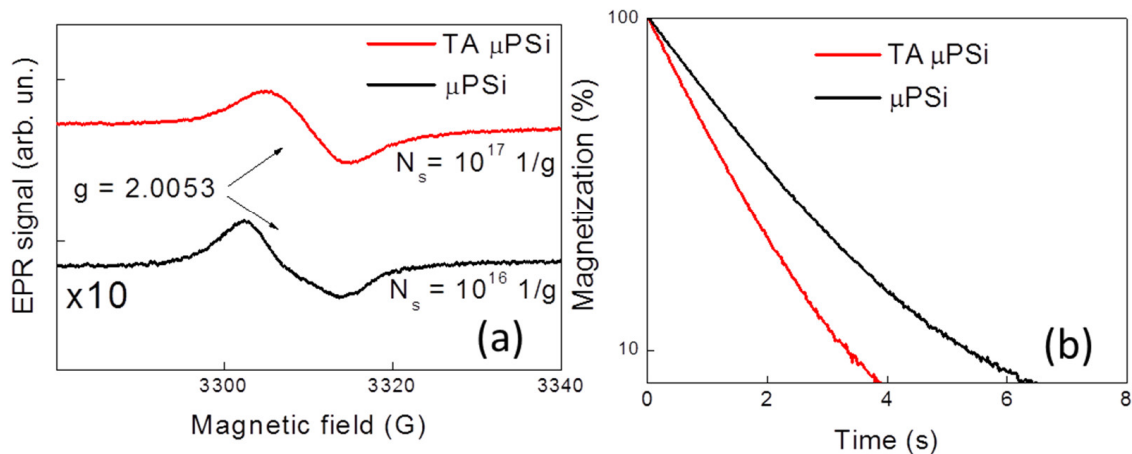 EPR signal (arb. un.)
TA μPSi
μPSi
N_s = 10^17 1/g
g = 2.0053
N_s = 10^16 1/g
x10
(a)
3300
3320
3340
Magnetic field (G)
Magnetization (%)
100
10
TA μPSi
μPSi
(b)
0
2
4
6
8
Time (s)